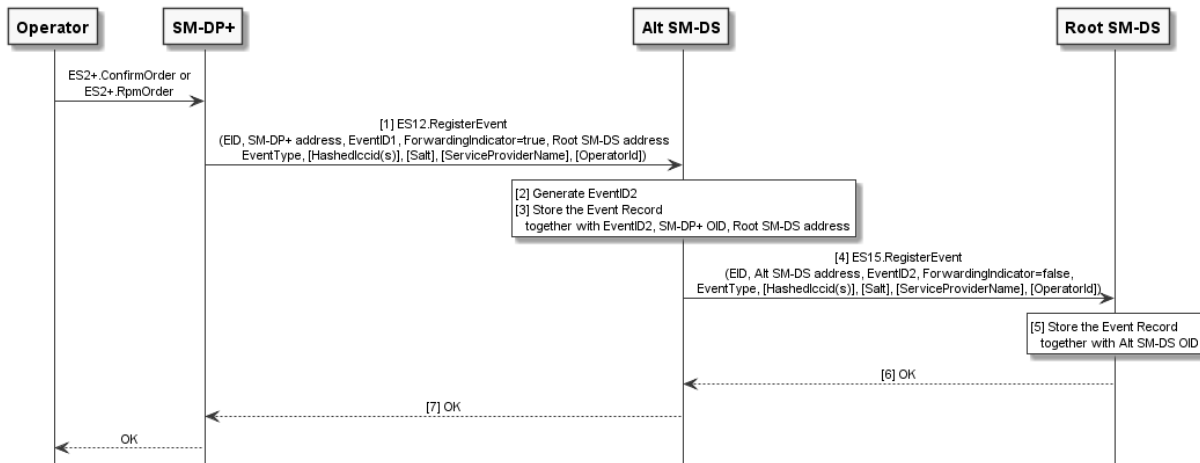 Operator
SM-DP+
Alt SM-DS
Root SM-DS
ES2+.ConfirmOrder or
ES2+.RpmOrder
[1] ES12.RegisterEvent
(EID, SM-DP+ address, EventID1, ForwardingIndicator=true, Root SM-DS address
EventType, [HashedIccid(s)], [Salt], [ServiceProviderName], [OperatorId])
[2] Generate EventID2
[3] Store the Event Record
together with EventID2, SM-DP+ OID, Root SM-DS address
[4] ES15.RegisterEvent
(EID, Alt SM-DS address, EventID2, ForwardingIndicator=false,
EventType, [HashedIccid(s)], [Salt], [ServiceProviderName], [OperatorId])
[5] Store the Event Record
together with Alt SM-DS OID
[6] OK
[7] OK
OK